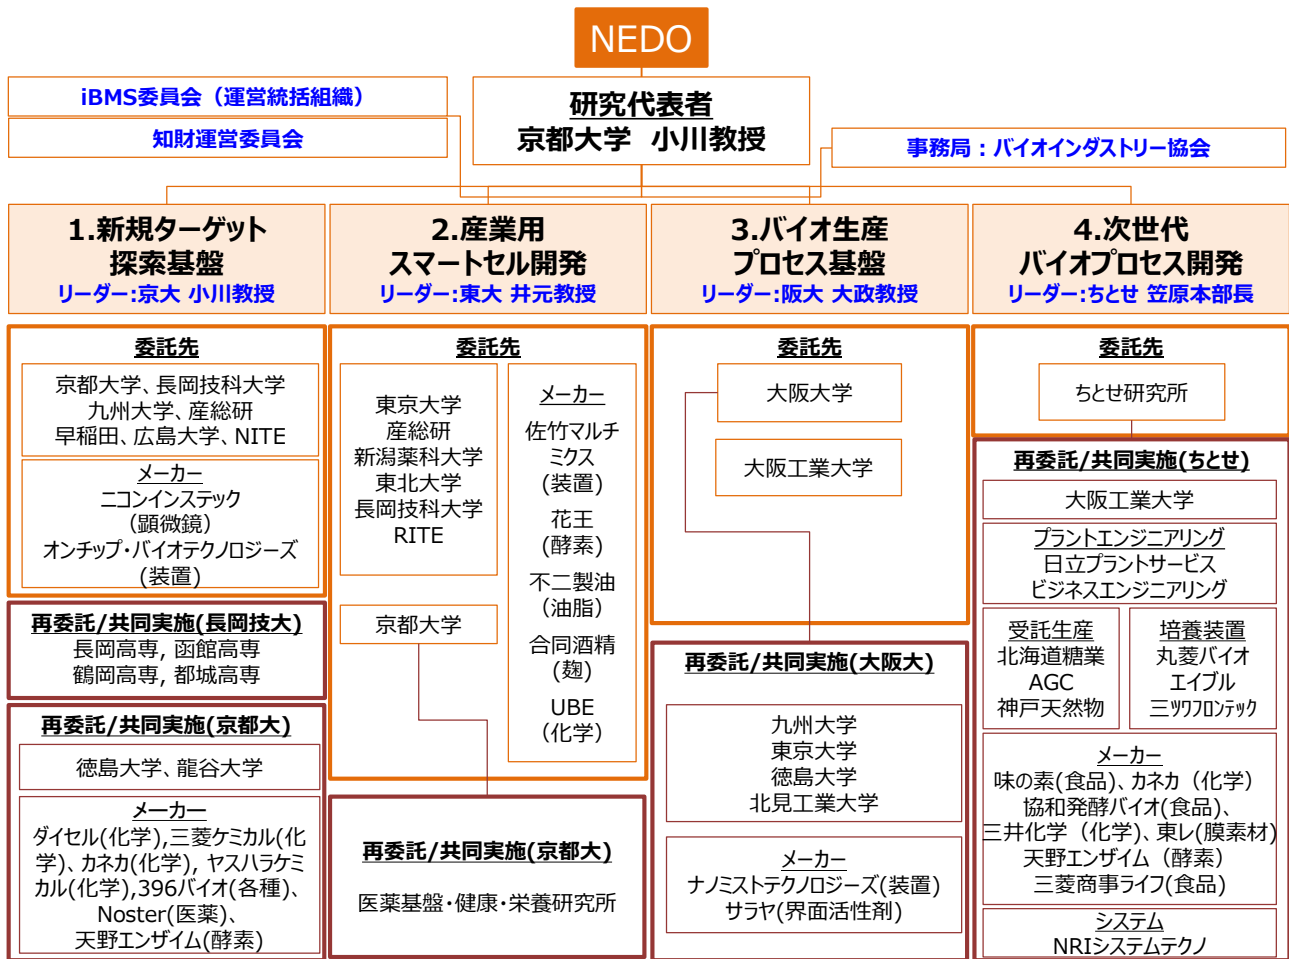 NEDO
iBMS委員会（運営統括組織）
知財運営委員会
研究代表者
京都大学 小川教授
事務局：バイオインダストリー協会
1.新規ターゲット
探索基盤
リーダー:京大 小川教授
2.産業用
スマートセル開発
リーダー:東大 井元教授
3.バイオ生産
プロセス基盤
リーダー:阪大 大政教授
4.次世代
バイオプロセス開発
リーダー:ちとせ 笠原本部長
委託先
京都大学、長岡技科大学
九州大学、産総研
早稲田、広島大学、NITE
メーカー
ニコンインステック
(顕微鏡)
オンチップ・バイオテクノロジーズ
(装置)
再委託/共同実施(長岡技大)
長岡高専, 函館高専
鶴岡高専, 都城高専
再委託/共同実施(京都大)
徳島大学、龍谷大学
メーカー
ダイセル(化学),三菱ケミカル(化
学)、カネカ(化学), ヤスハラケミ
カル(化学),396バイオ(各種)、
Noster(医薬)、
天野エンザイム(酵素)
委託先
東京大学
産総研
新潟薬科大学
東北大学
長岡技科大学
RITE
京都大学
メーカー
佐竹マルチ
ミクス
(装置)
花王
(酵素)
不二製油
(油脂)
合同酒精
(麹)
UBE
（化学）
再委託/共同実施(京都大)
医薬基盤・健康・栄養研究所
委託先
大阪大学
大阪工業大学
再委託/共同実施(大阪大)
九州大学
東京大学
徳島大学
北見工業大学
メーカー
ナノミストテクノロジーズ(装置)
サラヤ(界面活性剤)
委託先
ちとせ研究所
再委託/共同実施(ちとせ)
大阪工業大学
プラントエンジニアリング
日立プラントサービス
ビジネスエンジニアリング
受託生産
北海道糖業
AGC
神戸天然物
培養装置
丸菱バイオ
エイブル
三ツワフロンテック
メーカー
味の素(食品)、カネカ（化学）
協和発酵バイオ(食品)、
三井化学（化学)、東レ(膜素材)
天野エンザイム（酵素）
三菱商事ライフ(食品)
システム
NRIシステムテクノ